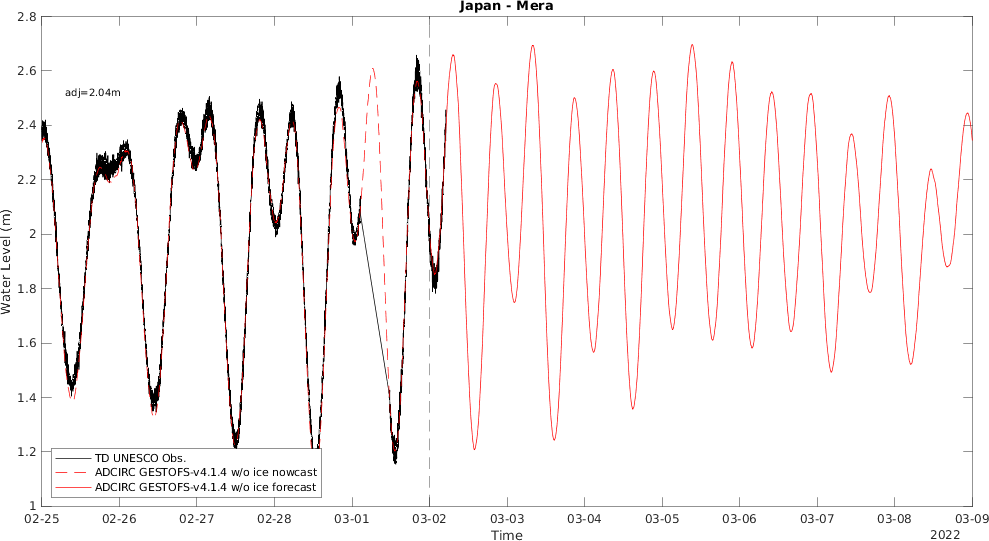 Japan - Mera
2.8
2.6
2.4
2.2
2
1.8
1.6
1.4
1.2
1
Water Level (m)
adj=2.04m
TD UNESCO Obs.
ADCIRC GESTOFS-v4.1.4 w/o ice nowcast
ADCIRC GESTOFS-v4.1.4 w/o ice forecast
02-25 02-26 02-27 02-28 03-01 03-02 03-03 03-04 03-05 03-06 03-07 03-08 03-09
Time
2022